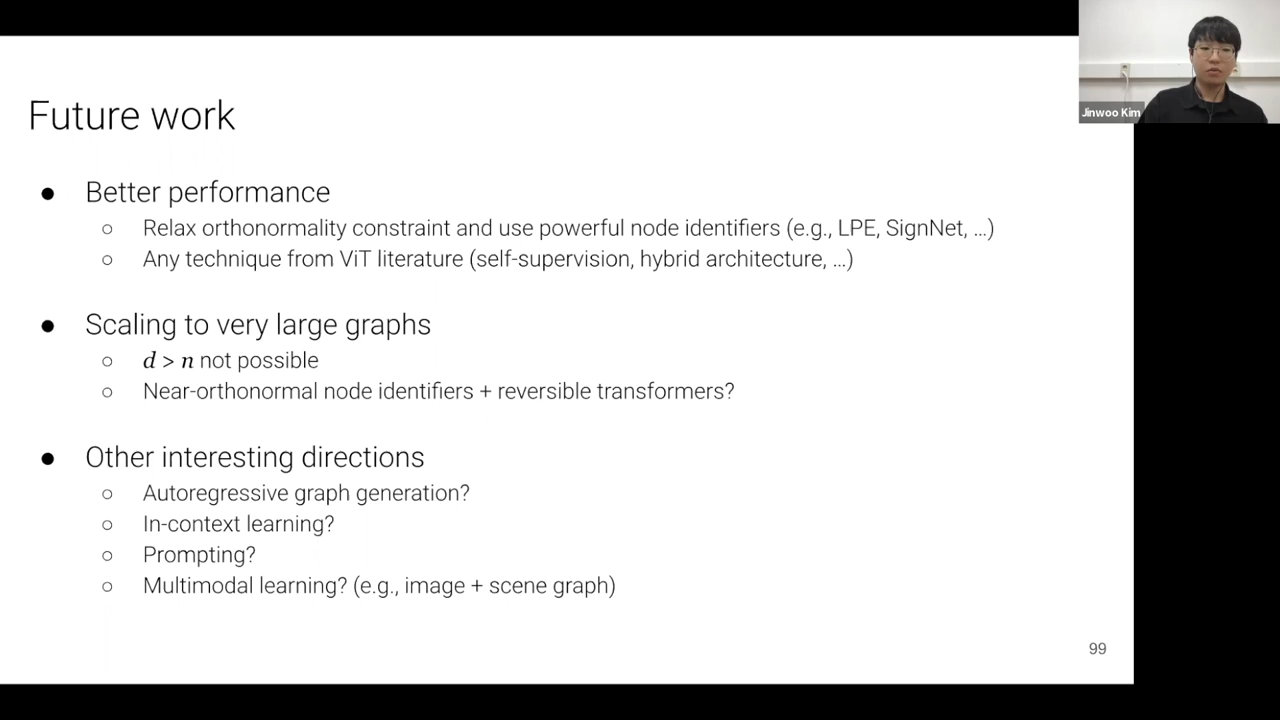 Jinwoo Kim
Future work
● Better performance
○ Relax orthonormality constraint and use powerful node identifiers (e.g., LPE, SignNet, ...)
○ Any technique from ViT literature (self-supervision, hybrid architecture, ...)
● Scaling to very large graphs
○ d > n not possible
○ Near-orthonormal node identifiers + reversible transformers?
● Other interesting directions
○ Autoregressive graph generation?
○ In-context learning?
○ Prompting?
○ Multimodal learning? (e.g., image + scene graph)
99